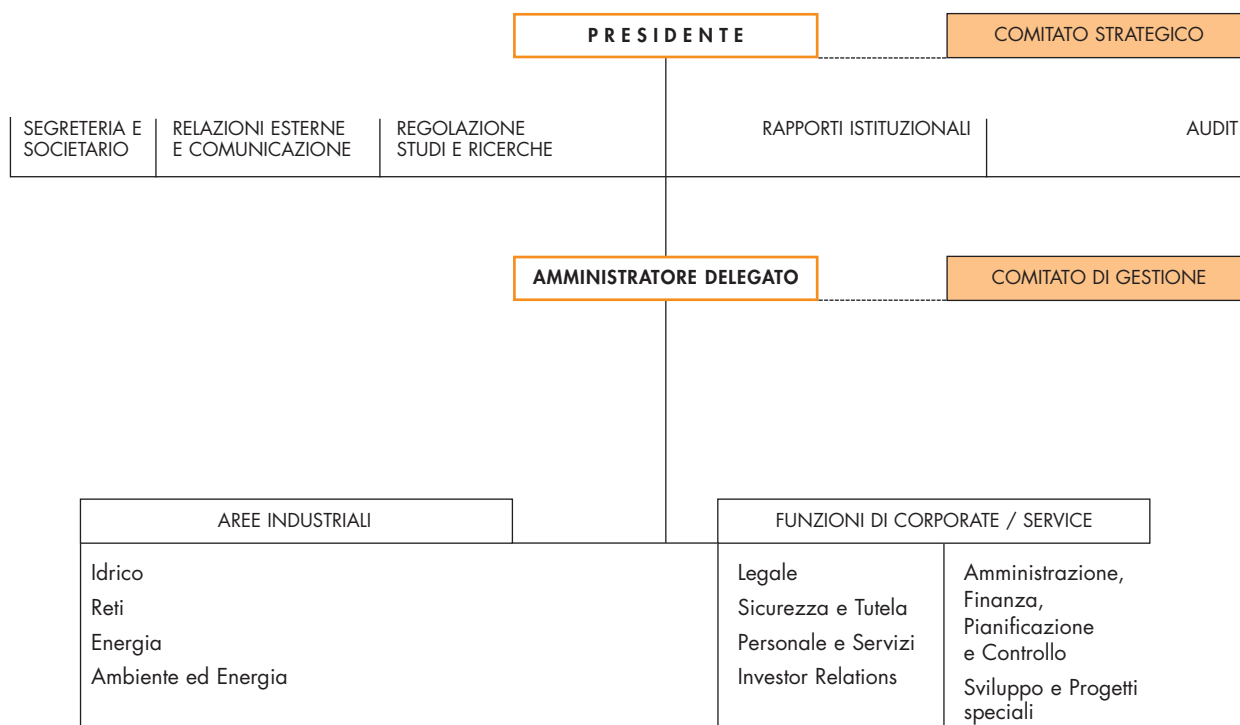 PRESIDENTE
COMITATO STRATEGICO
SEGRETERIA E
SOCIETARIO
RELAZIONI ESTERNE
E COMUNICAZIONE
REGOLAZIONE
STUDI E RICERCHE
RAPPORTI ISTITUZIONALI
AUDIT
AMMINISTRATORE DELEGATO
COMITATO DI GESTIONE
AREE INDUSTRIALI
Idrico
Reti
Energia
Ambiente ed Energia
FUNZIONI DI CORPORATE / SERVICE
Legale
Sicurezza e Tutela
Personale e Servizi
Investor Relations
Amministrazione,
Finanza,
Pianificazione
e Controllo
Sviluppo e Progetti
speciali